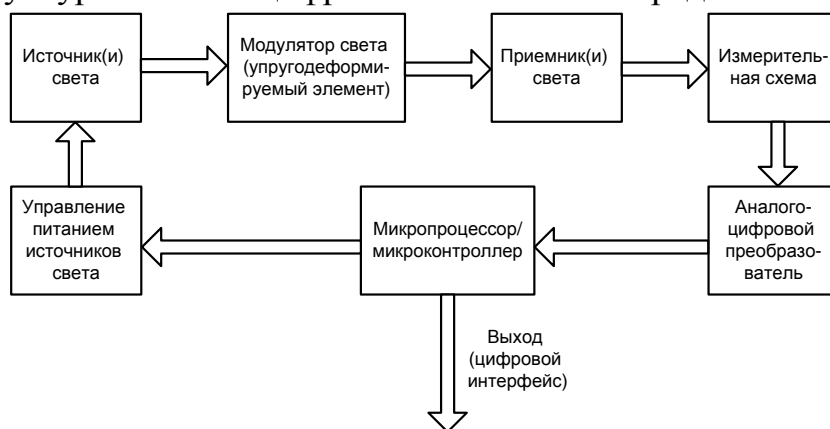 Источник(и)
света
Модулятор света
(упругодеформи-
ируемый элемент)
Приемник(и)
света
Измеритель-
ная схема
Управление
питанием
источников
света
Микропроцессор/
микроконтроллер
Аналого-
цифровой
преобразо-
ватель
Выход
(цифровой
интерфейс)